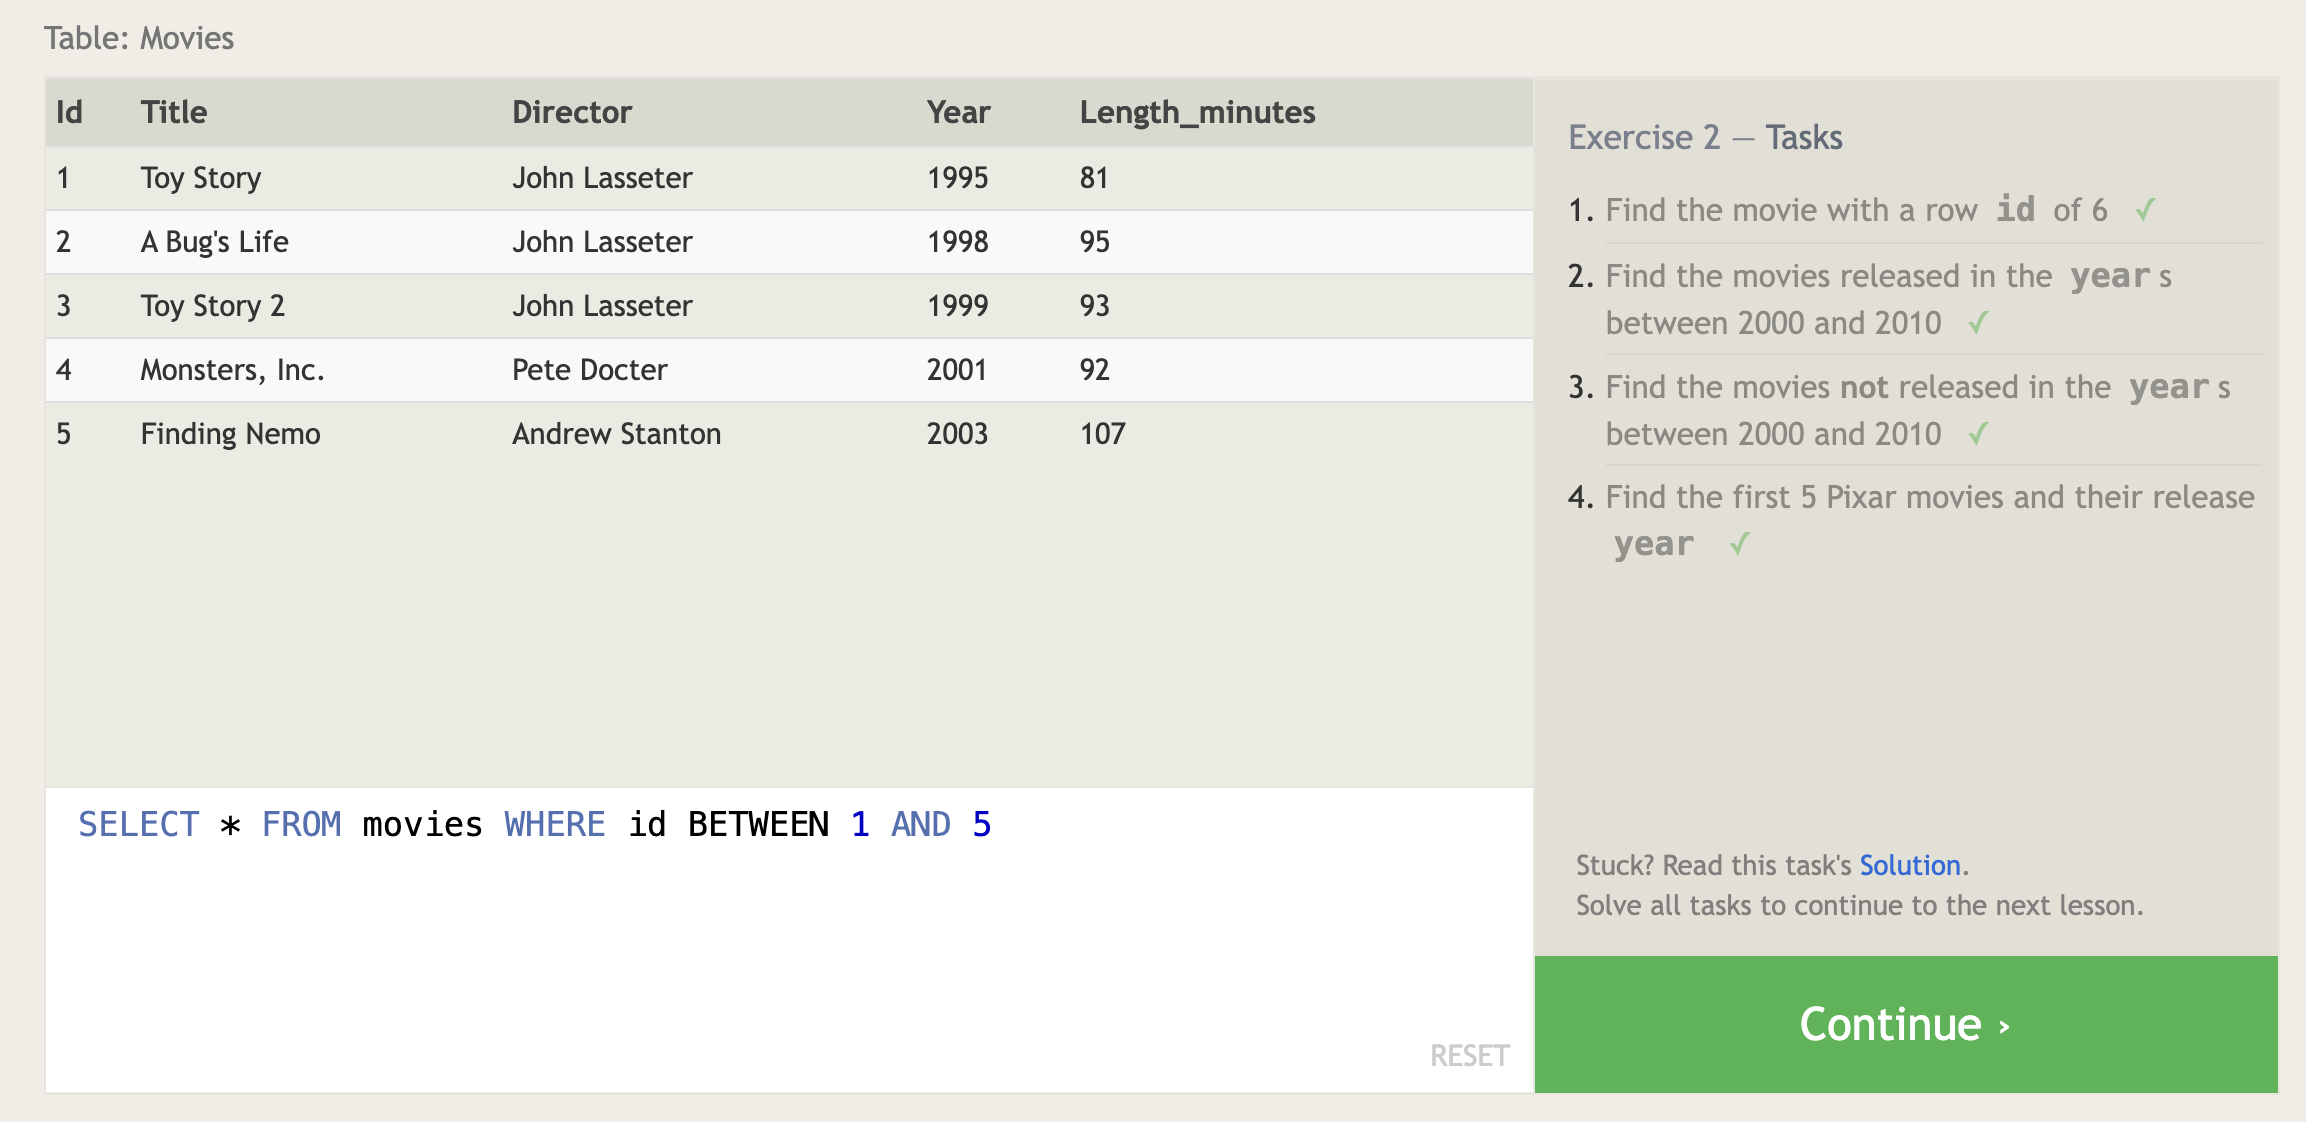 Table: Movies
Id Title Director Year Length_minutes
1 Toy Story John Lasseter 1995 81
2 A Bug's Life John Lasseter 1998 95
3 Toy Story 2 John Lasseter 1999 93
4 Monsters, Inc. Pete Docter 2001 92
5 Finding Nemo Andrew Stanton 2003 107
SELECT * FROM movies WHERE id BETWEEN 1 AND 5
RESET
Exercise 2 — Tasks
1. Find the movie with a row id of 6 ✓
2. Find the movies released in the year s
between 2000 and 2010 ✓
3. Find the movies not released in the year s
between 2000 and 2010 ✓
4. Find the first 5 Pixar movies and their release
year ✓
Stuck? Read this task's Solution.
Solve all tasks to continue to the next lesson.
Continue ›